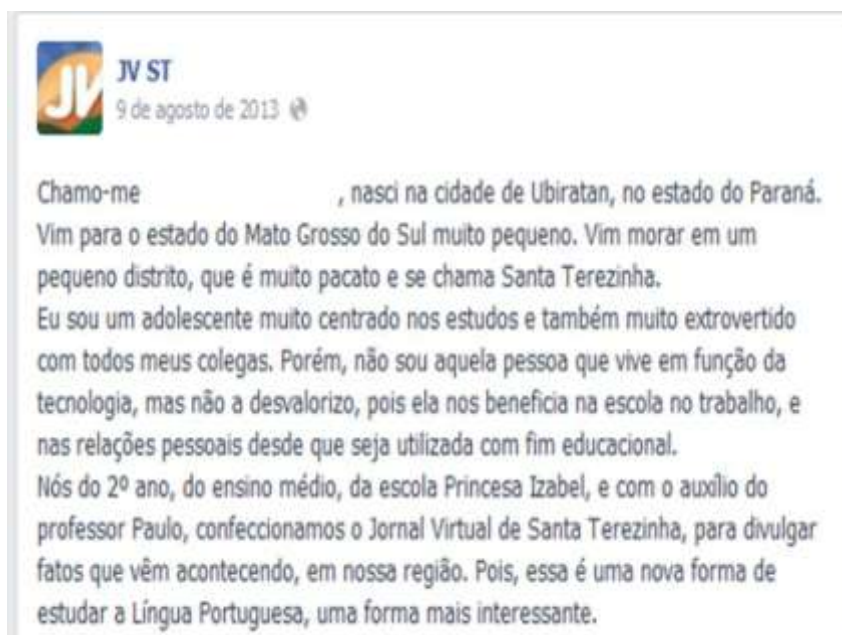 JV
JV ST
9 de agosto de 2013
Chamo-me , nasci na cidade de Ubiratan, no estado do Paraná.
Vim para o estado do Mato Grosso do Sul muito pequeno. Vim morar em um
pequeno distrito, que é muito pacato e se chama Santa Terezinha.
Eu sou um adolescente muito centrado nos estudos e também muito extrovertido
com todos meus colegas. Porém, não sou aquela pessoa que vive em função da
tecnologia, mas não a desvalorizo, pois ela nos beneficia na escola no trabalho, e
nas relações pessoais desde que seja utilizada com fim educacional.
Nós do 2º ano, do ensino médio, da escola Princesa Izabel, e com o auxílio do
professor Paulo, confeccionamos o Jornal Virtual de Santa Terezinha, para divulgar
fatos que vêm acontecendo, em nossa região. Pois, essa é uma nova forma de
estudar a Língua Portuguesa, uma forma mais interessante.